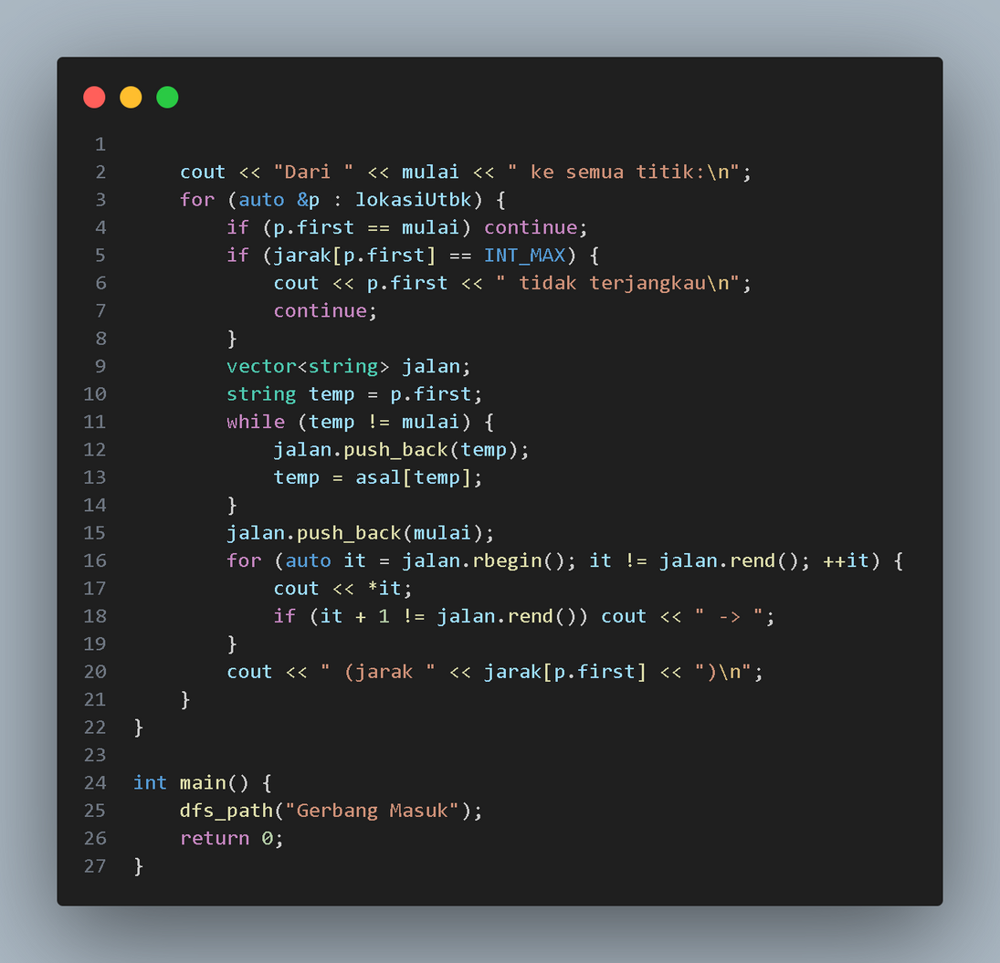 1
2     cout << "Dari " << mulai << " ke semua titik:\n";
3     for (auto &p : lokasiUtbk) {
4         if (p.first == mulai) continue;
5         if (jarak[p.first] == INT_MAX) {
6             cout << p.first << " tidak terjangkau\n";
7             continue;
8         }
9         vector<string> jalan;
10         string temp = p.first;
11         while (temp != mulai) {
12             jalan.push_back(temp);
13             temp = asal[temp];
14         }
15         jalan.push_back(mulai);
16         for (auto it = jalan.rbegin(); it != jalan.rend(); ++it) {
17             cout << *it;
18             if (it + 1 != jalan.rend()) cout << " -> ";
19         }
20         cout << " (jarak " << jarak[p.first] << ")\n";
21     }
22 }
23
24 int main() {
25     dfs_path("Gerbang Masuk");
26     return 0;
27 }